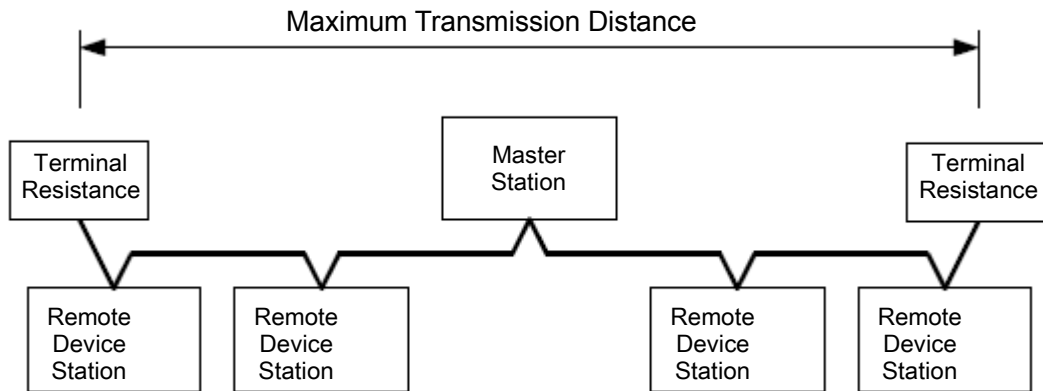 Maximum Transmission Distance
Terminal
Resistance
Master
Station
Terminal
Resistance
Remote
Device
Station
Remote
Device
Station
Remote
Device
Station
Remote
Device
Station